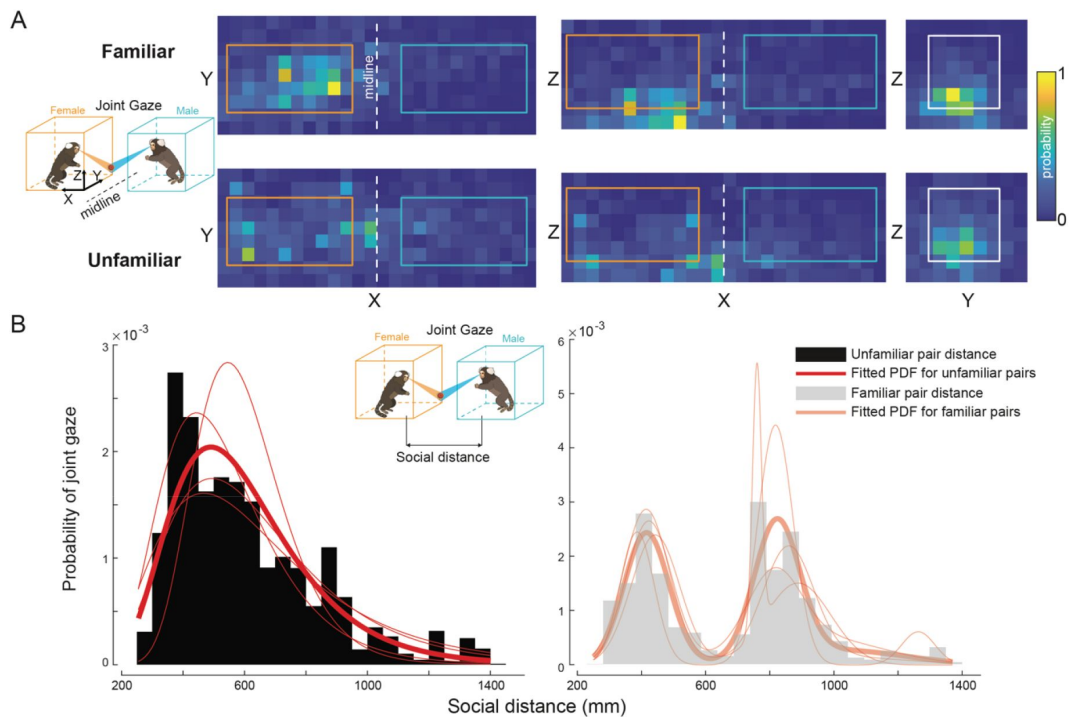 A
Familiar
Joint Gaze
Female
Male
Z
Y
X
midline
Y
midline
Z
Z
1
probability
0
Unfamiliar
Y
X
Z
X
Z
Y
B
×10⁻³
3
2
1
0
Probability of joint gaze
200
600
1000
1400
Joint Gaze
Female
Male
Social distance
×10⁻³
6
5
4
3
2
1
0
200
600
1000
1400
Unfamiliar pair distance
Fitted PDF for unfamiliar pairs
Familiar pair distance
Fitted PDF for familiar pairs
Social distance (mm)